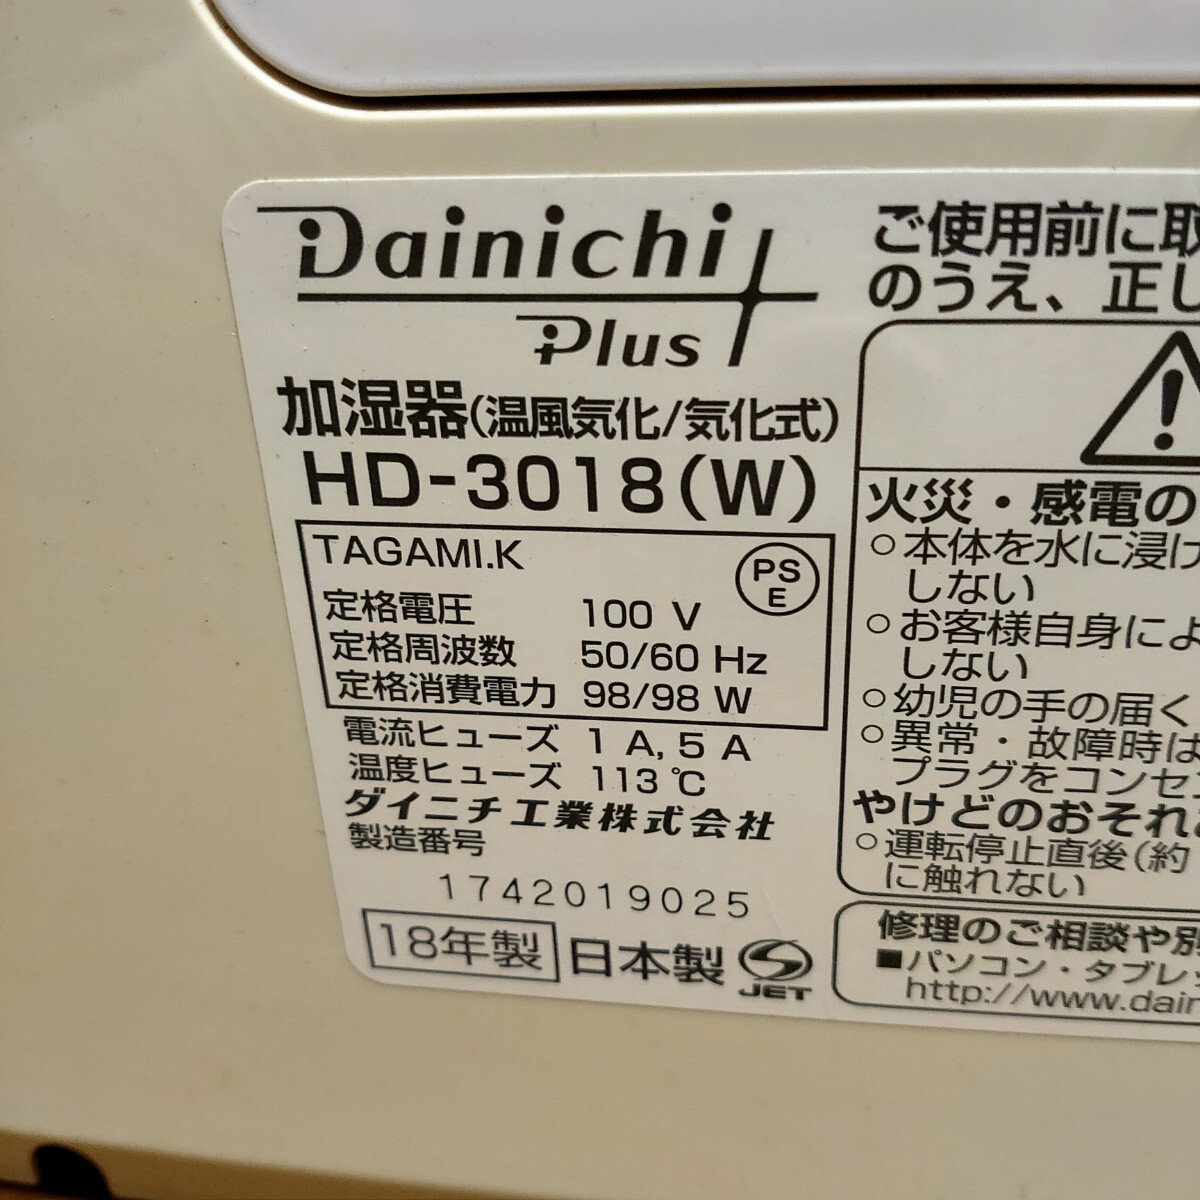 Dainichi
Plus
加湿器(温風気化/気化式)
HD-3018(W)
TAGAMI.K
PS
E
定格電圧 100 V
定格周波数 50/60 Hz
定格消費電力 98/98 W
電流ヒューズ 1 A, 5 A
温度ヒューズ 113℃
ダイニチ工業株式会社
製造番号
1742019025
18年製 日本製 JET
ご使用前に取
のうえ、正し
火災・感電の
○本体を水に浸け
しない
○お客様自身によ
しない
○幼児の手の届く
○異常・故障時は
プラグをコンセ
やけどのおそれ
○運転停止直後(約
に触れない
修理のご相談や別
■パソコン・タブレ
http://www.dain